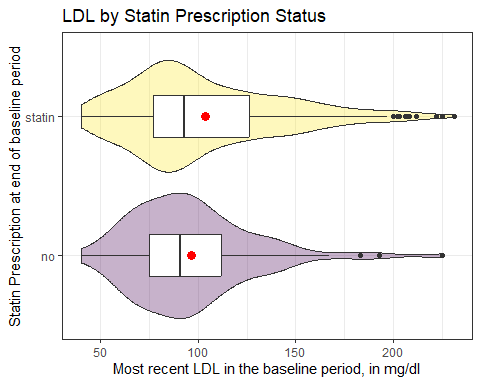 LDL by Statin Prescription Status
Statin Prescription at end of baseline period
statin
no
50
100
150
200
Most recent LDL in the baseline period, in mg/dl